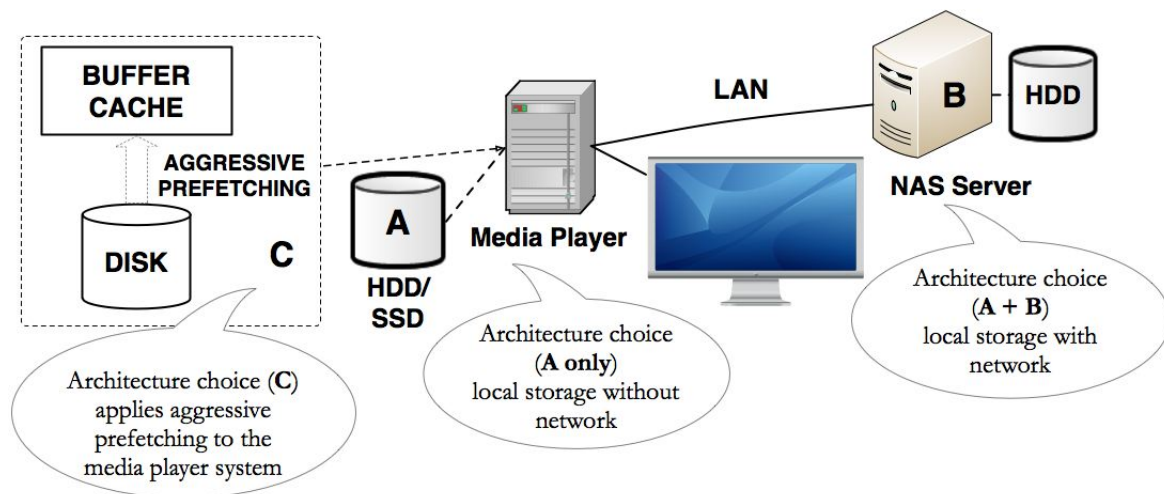 BUFFER
CACHE
AGGRESSIVE
PREFETCHING
DISK
C
A
HDD/
SSD
Media Player
LAN
B
HDD
NAS Server
Architecture choice (C)
applies aggressive
prefetching to the
media player system
Architecture choice
(A only)
local storage without
network
Architecture choice
(A + B)
local storage with
network